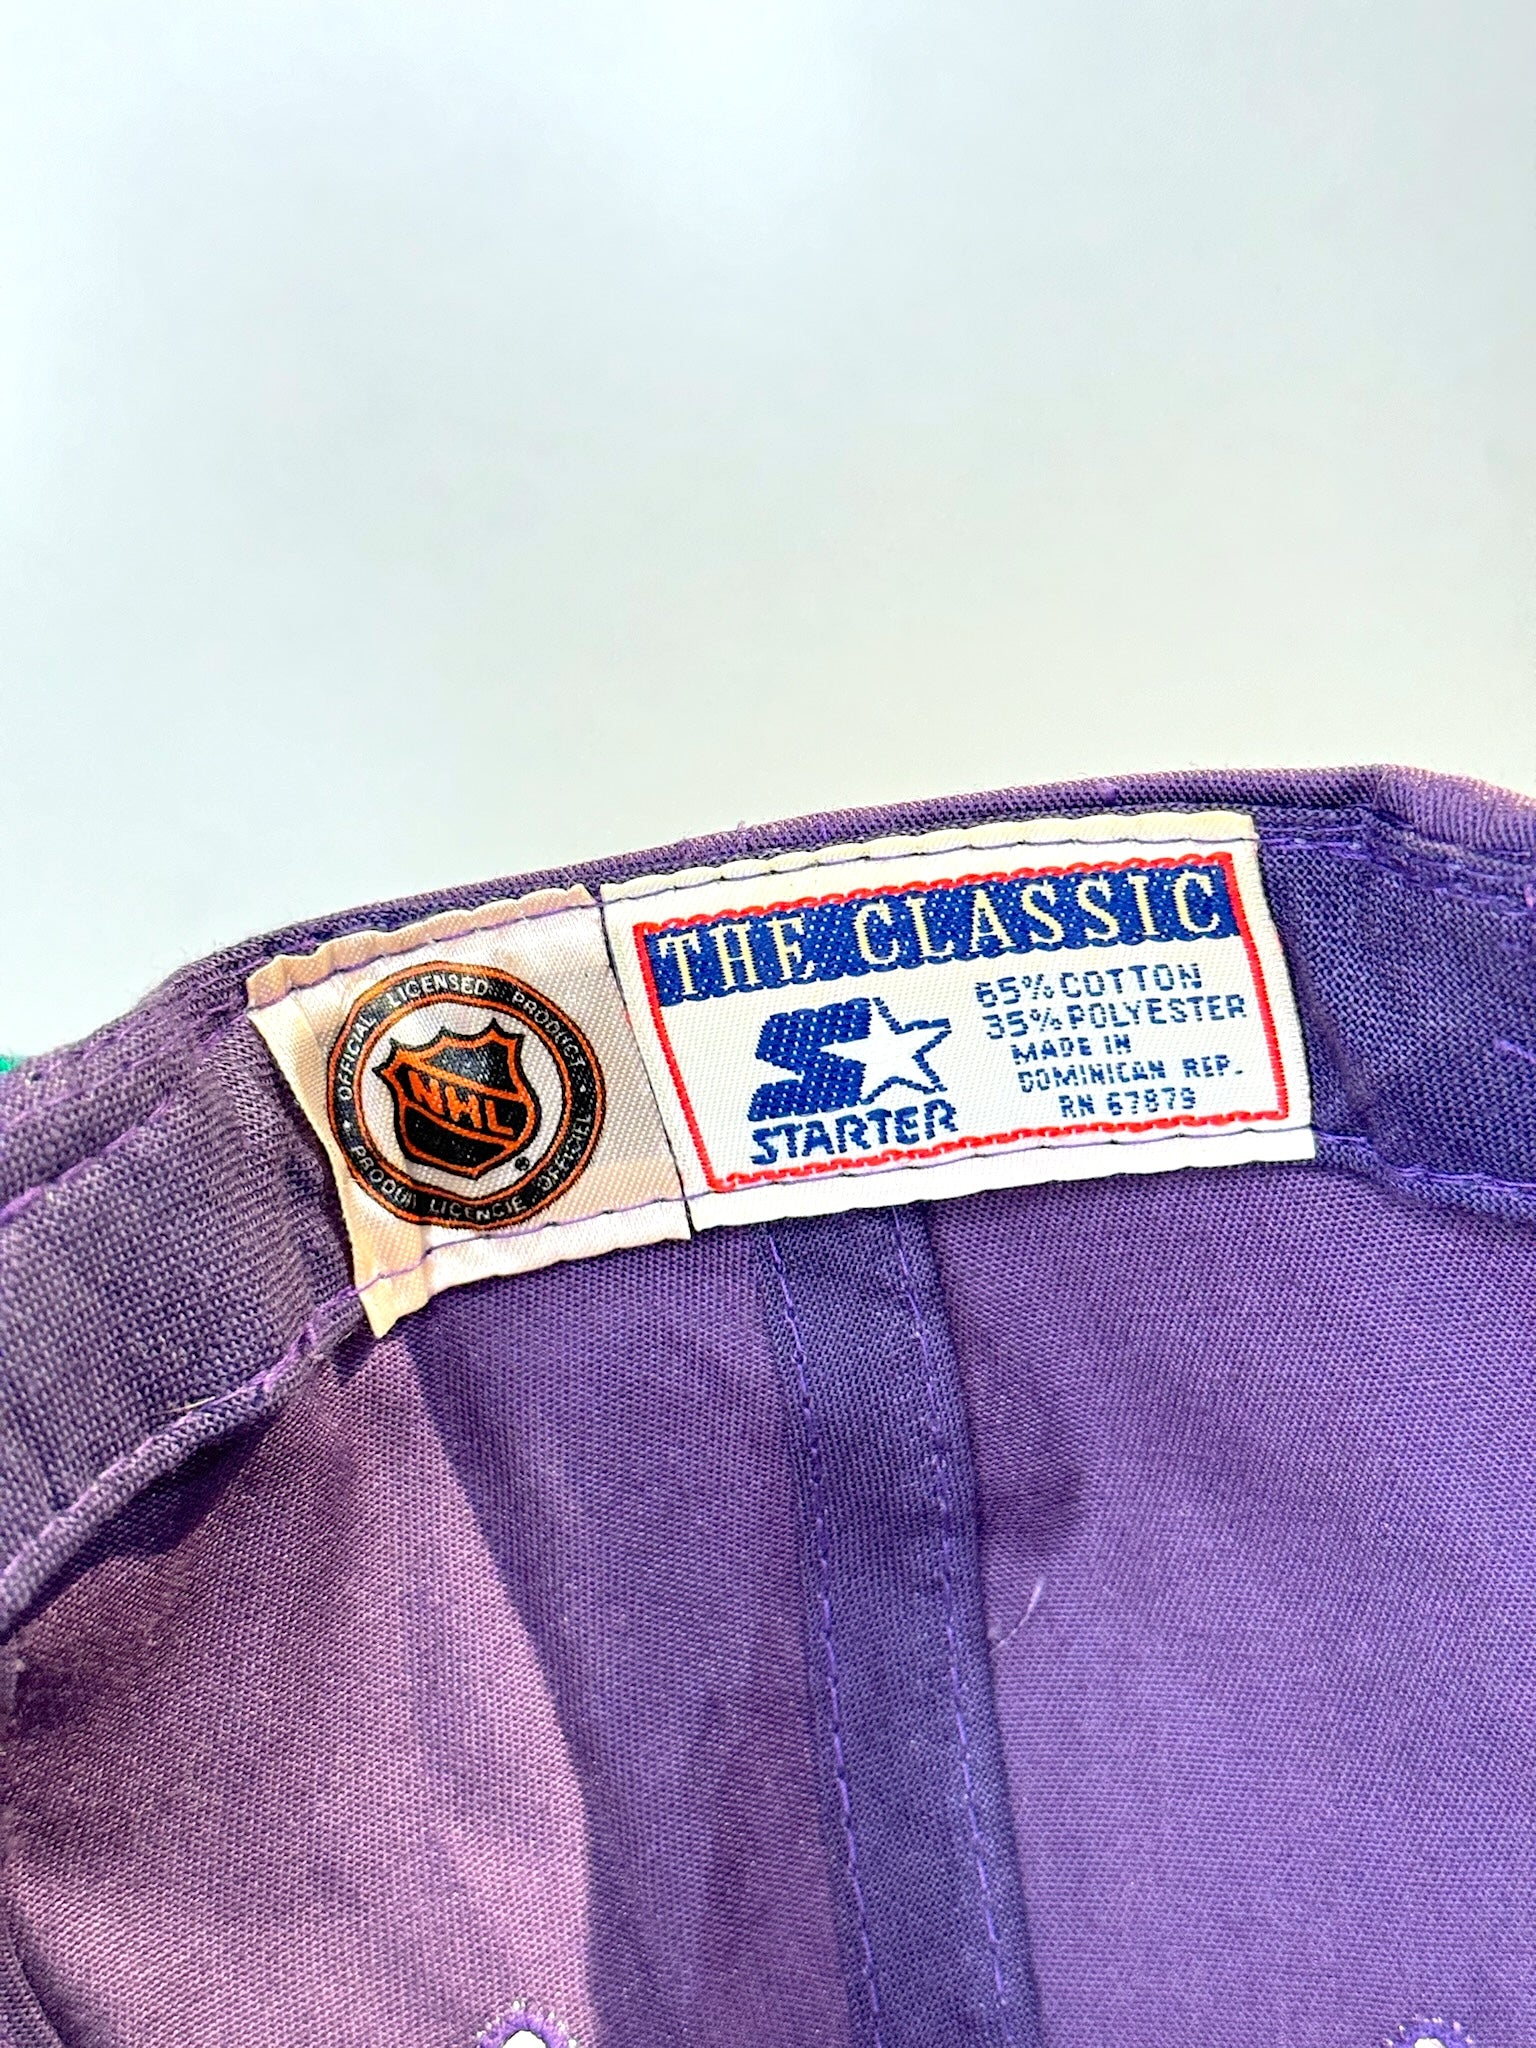 OFFICIAL LICENSED PRODUCT
NHL
®
PRODUIT LICENCIE OFFICIEL
THE CLASSIC
STARTER
65% COTTON
35% POLYESTER
MADE IN
DOMINICAN REP.
RN 67879